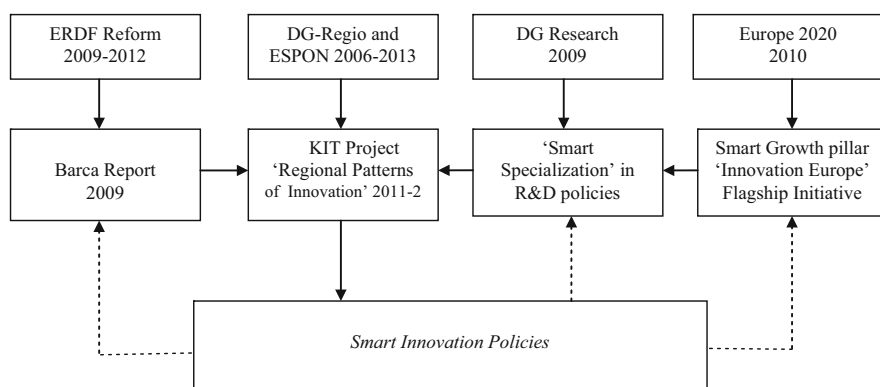 ERDF Reform
2009-2012
DG-Regio and
ESPON 2006-2013
DG Research
2009
Europe 2020
2010
Barca Report
2009
KIT Project
‘Regional Patterns
of Innovation’ 2011-2
‘Smart
Specialization’ in
R&D policies
Smart Growth pillar
‘Innovation Europe’
Flagship Initiative
Smart Innovation Policies